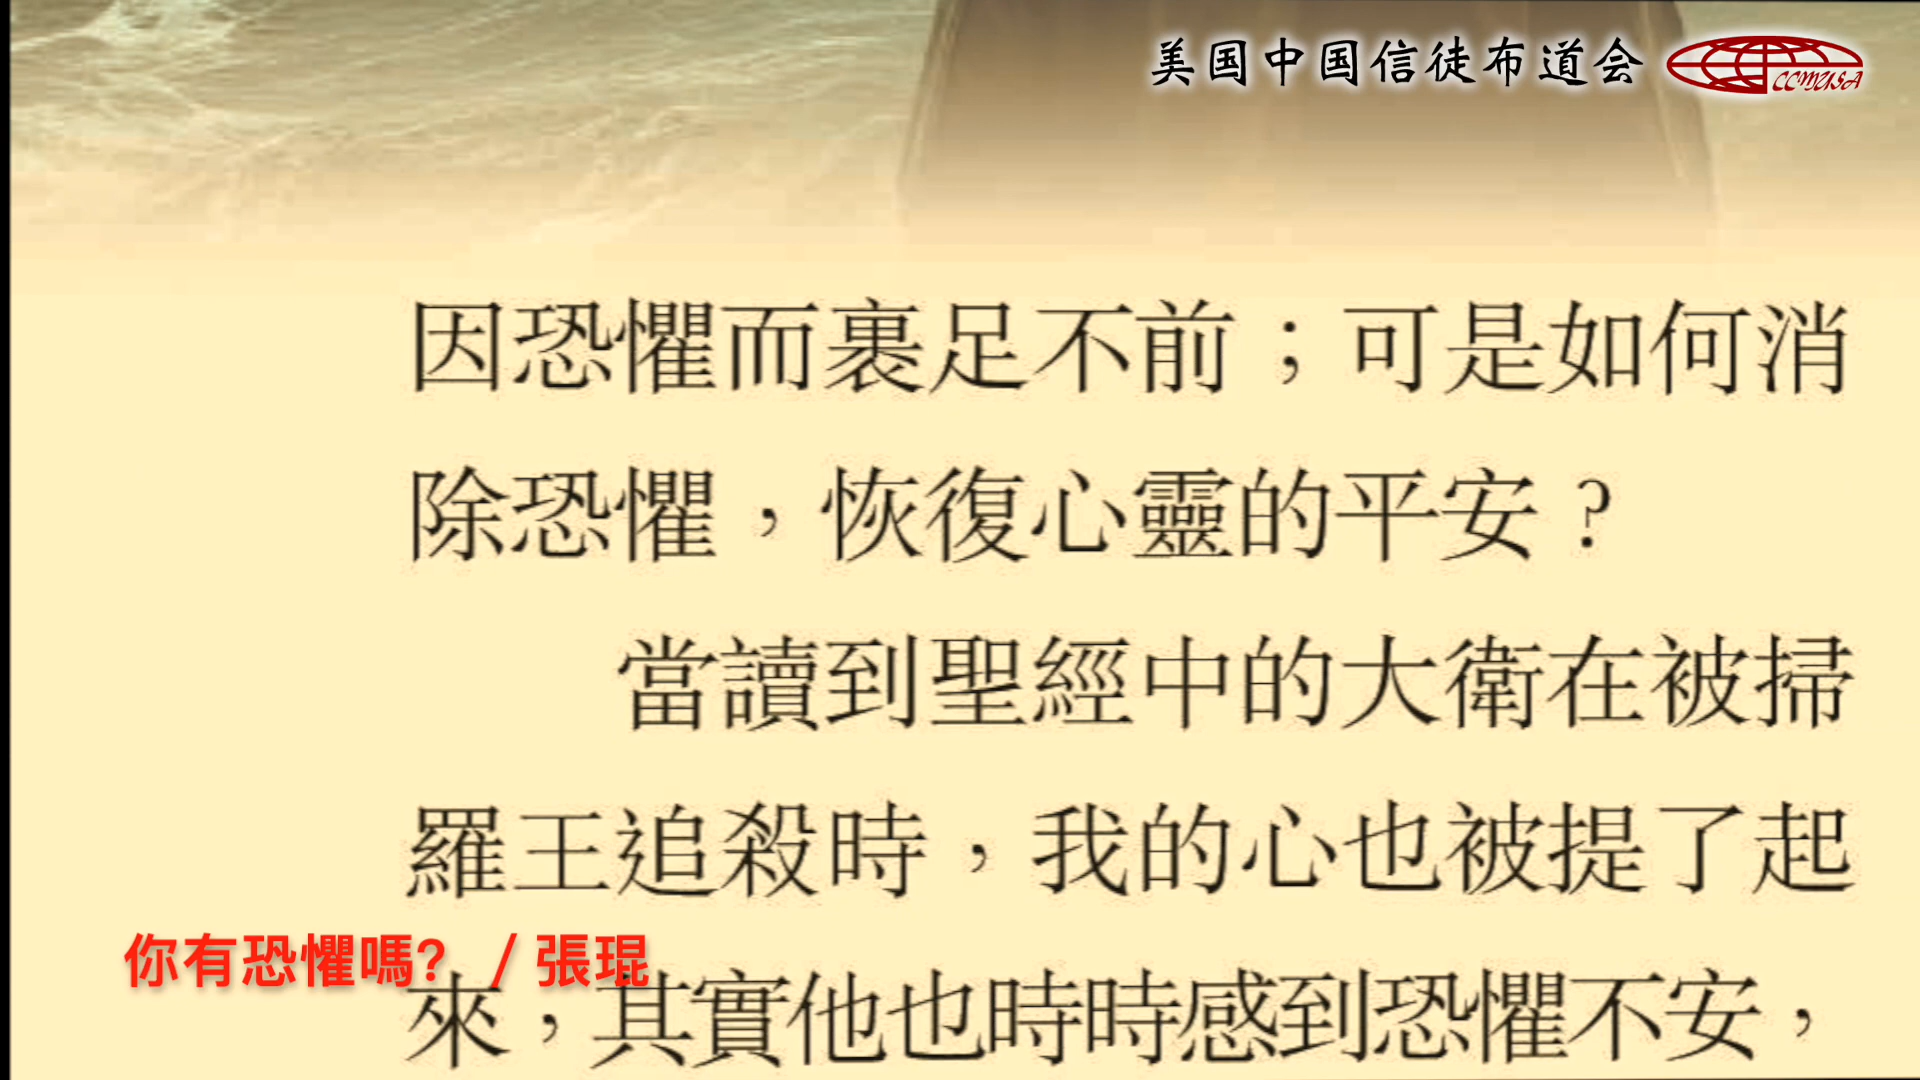 美国中国信徒布道会 CCMUSA
因恐懼而裹足不前；可是如何消
除恐懼，恢復心靈的平安？
當讀到聖經中的大衛在被掃
羅王追殺時，我的心也被提了起
你有恐懼嗎? / 張琨
來，其實他也時時感到恐懼不安，